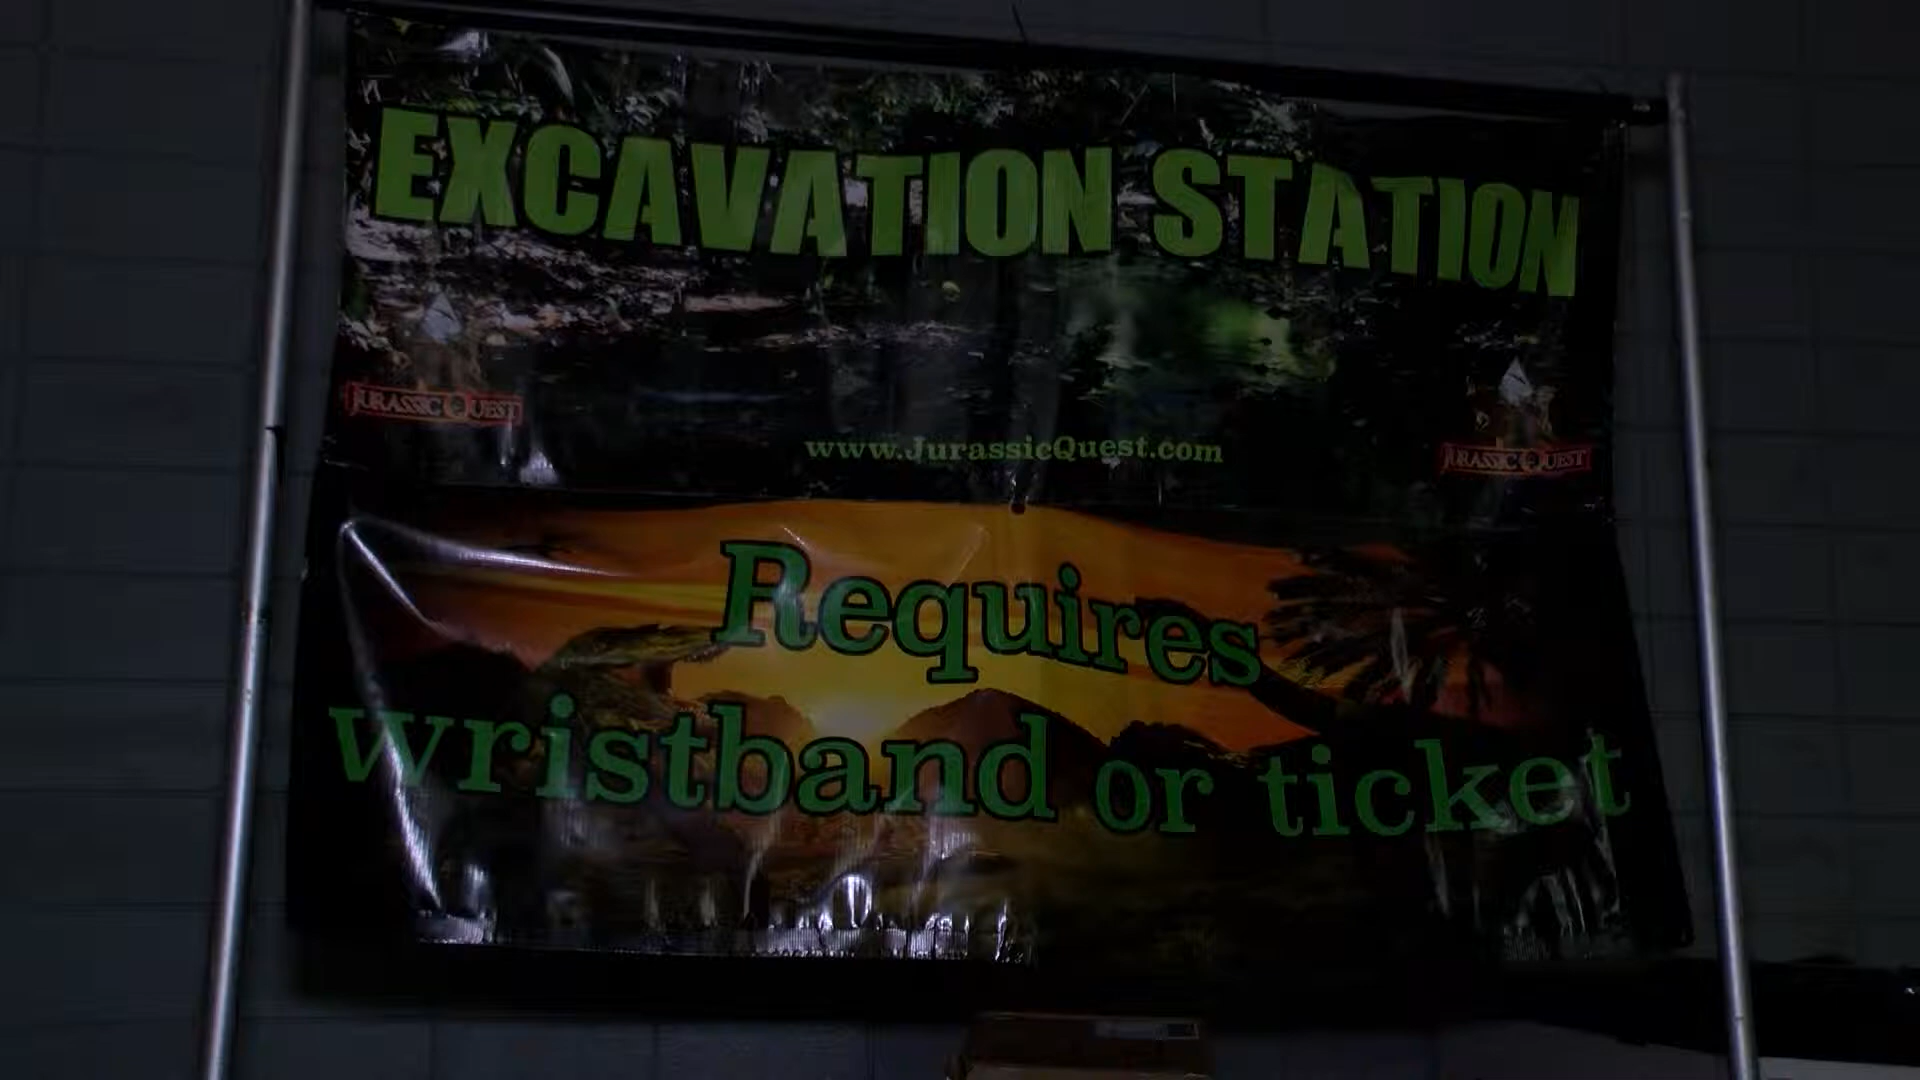 EXCAVATION STATION
JURASSIC QUEST
www.JurassicQuest.com
JURASSIC QUEST
Requires
wristband or ticket